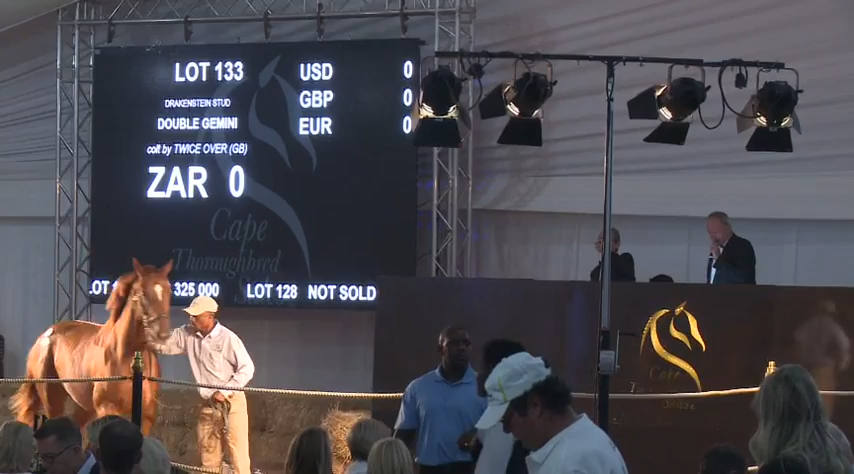 LOT 133
USD 0
DRAKENSTEIN STUD
GBP 0
DOUBLE GEMINI
EUR 0
colt by TWICE OVER (GB)
ZAR 0
Cape
Thoroughbred
325 000 LOT 128 NOT SOLD
Cape